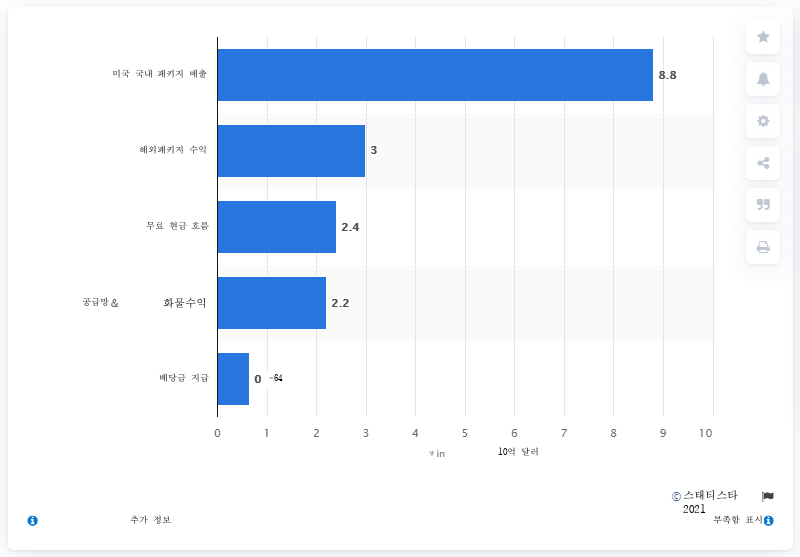 미국 국내 패키지 매출 8.8
해외패키지 수익 3
무료 현금 흐름 2.4
공급망 & 화물수익 2.2
배당금 지급 0 -64
0 1 2 3 4 5 6 7 8 9 10
in 10억 달러
© 스태티스타
2021
추가 정보
부족함 표시